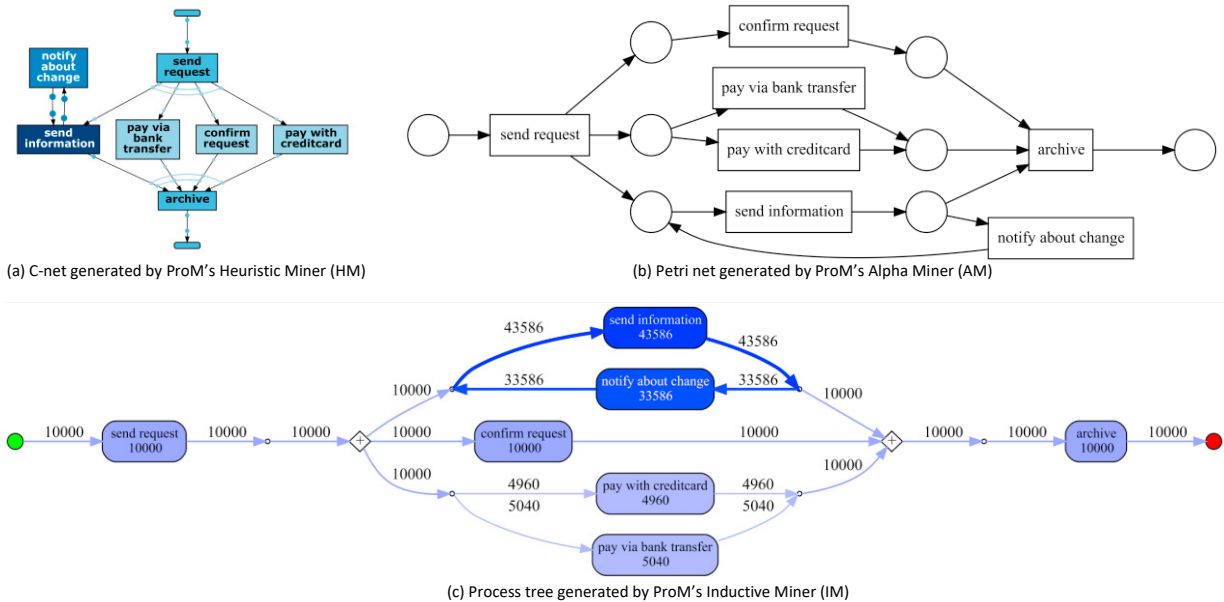 notify
about
change
send
request
send
information
pay via
bank
transfer
confirm
request
pay with
creditcard
archive
(a) C-net generated by ProM's Heuristic Miner (HM)
confirm request
pay via bank transfer
send request
pay with creditcard
archive
send information
notify about change
(b) Petri net generated by ProM's Alpha Miner (AM)
43586
send information
43586
43586
10000
33586
notify about change
33586
33586
10000
10000
send request
10000
10000
10000
10000
confirm request
10000
10000
10000
10000
archive
10000
10000
10000
10000
4960
pay with creditcard
4960
4960
5040
5040
pay via bank transfer
5040
(c) Process tree generated by ProM's Inductive Miner (IM)